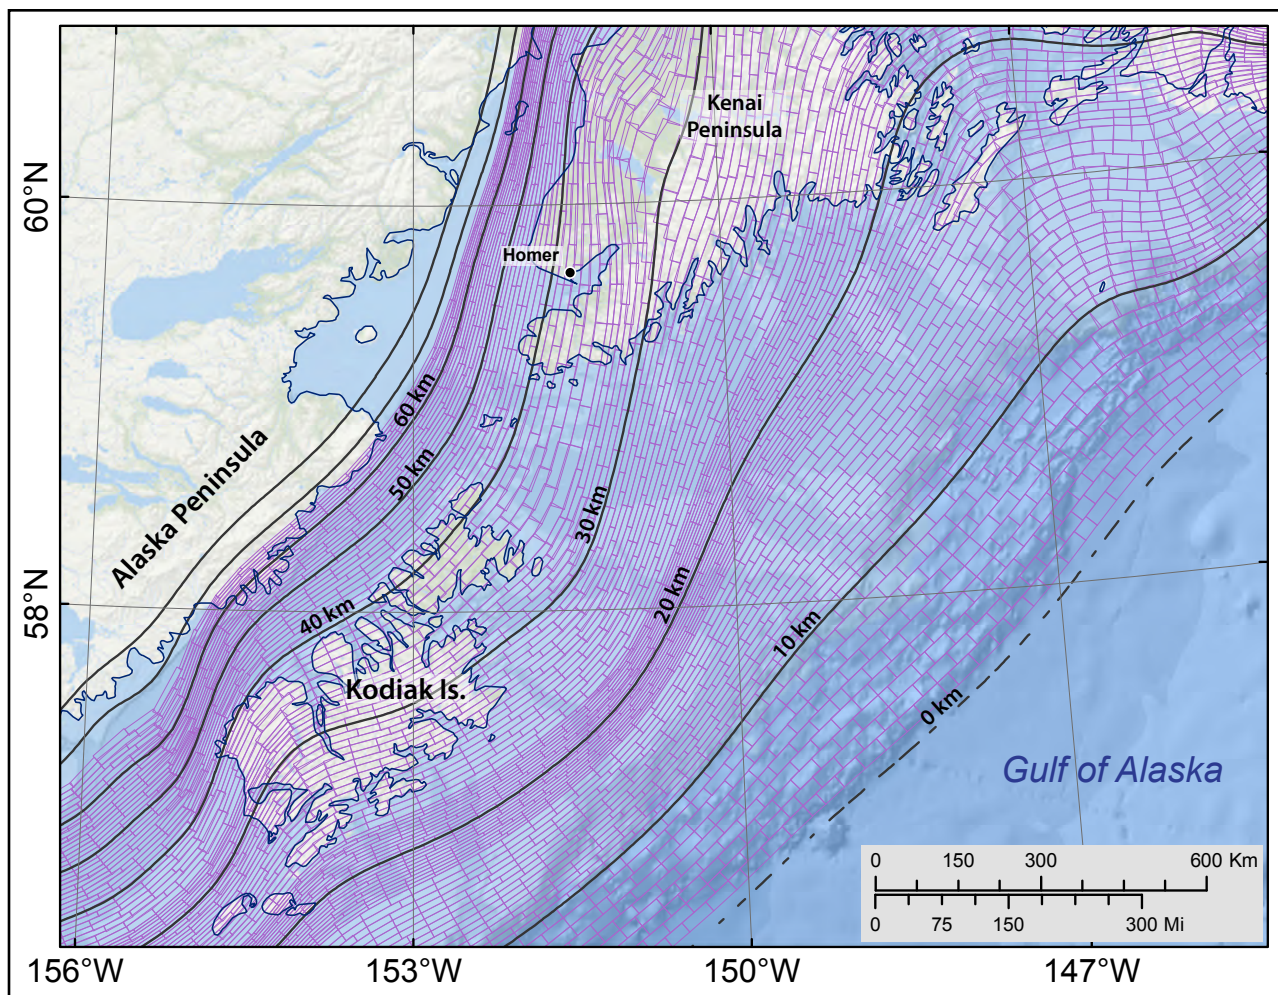 Kenai
Peninsula
60°N
Homer
60 km
50 km
Alaska Peninsula
30 km
58°N
40 km
20 km
10 km
Kodiak Is.
0 km
Gulf of Alaska
0 150 300 600 Km
0 75 150 300 Mi
156°W 153°W 150°W 147°W